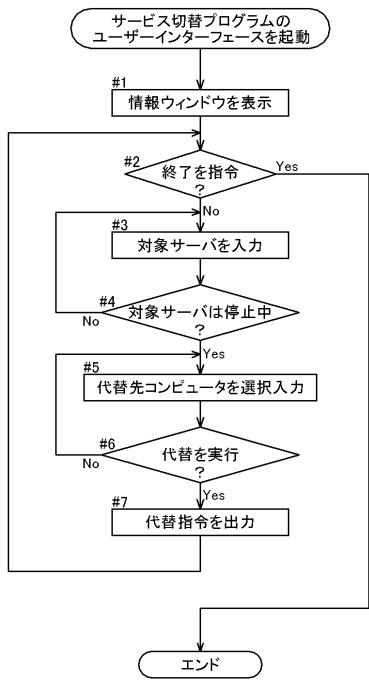 サービス切替プログラムの
ユーザーインターフェースを起動
#1
情報ウィンドウを表示
#2
終了を指令
?
Yes
No
#3
対象サーバを入力
#4
対象サーバは停止中
?
No
Yes
#5
代替先コンピュータを選択入力
#6
代替を実行
?
No
Yes
#7
代替指令を出力
エンド